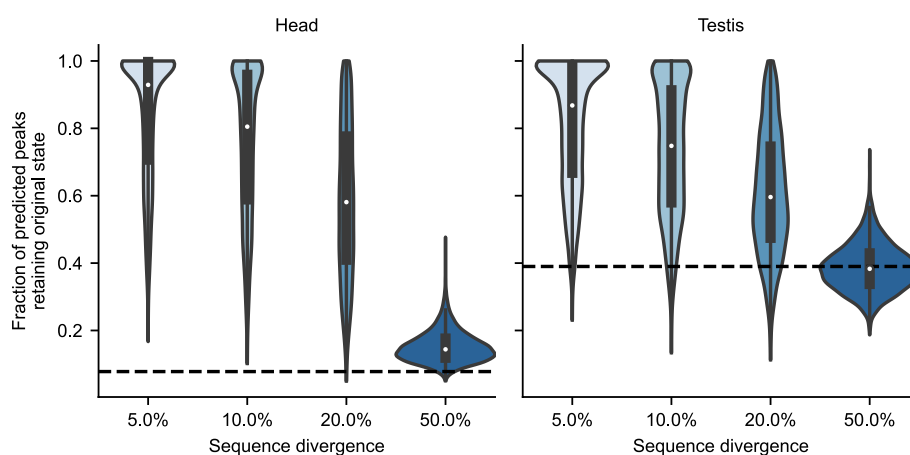 Head
Testis
Fraction of predicted peaks
retaining original state
1.0
0.8
0.6
0.4
0.2
5.0% 10.0% 20.0% 50.0%
5.0% 10.0% 20.0% 50.0%
Sequence divergence
Sequence divergence